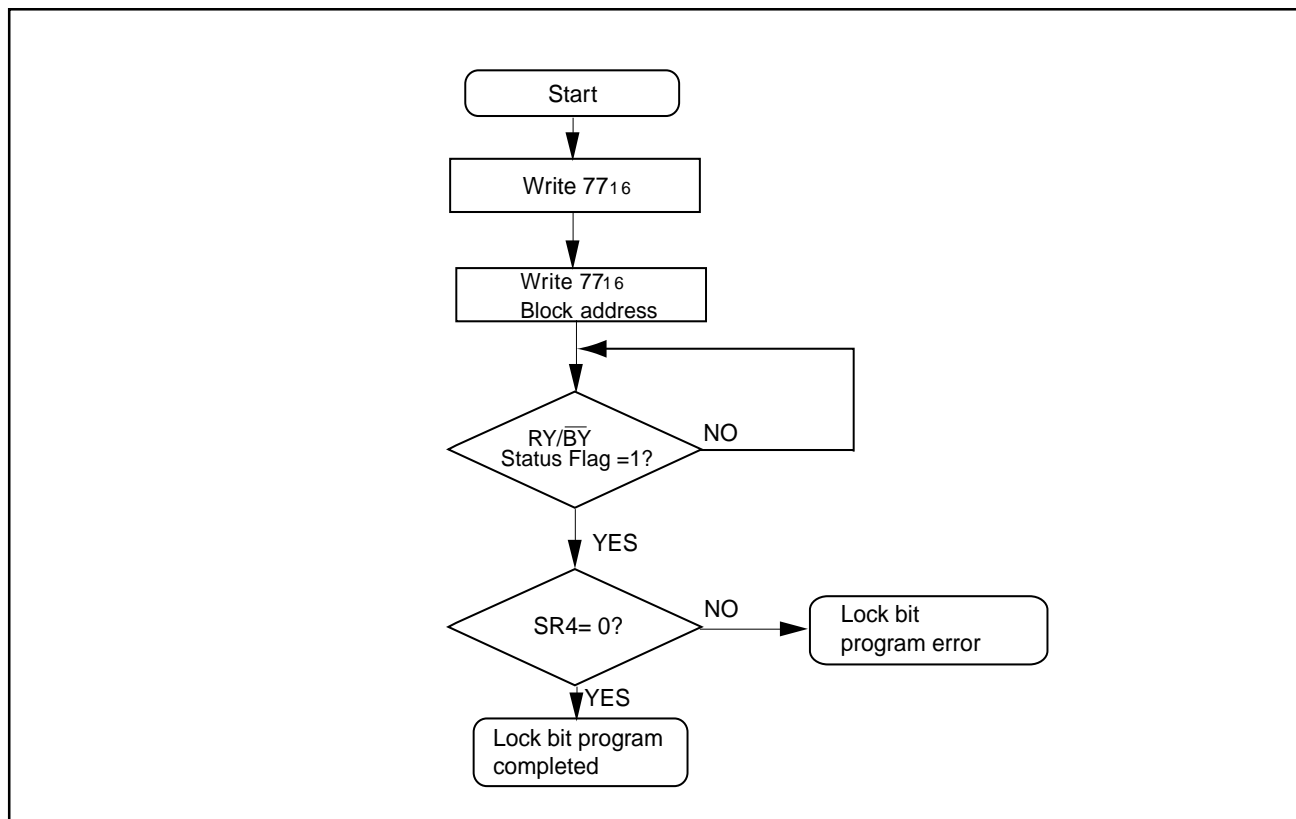 Start
Write 77₁₆
Write 77₁₆
Block address
RY/B̅Y̅
Status Flag =1?
NO
YES
SR4= 0?
NO
Lock bit
program error
YES
Lock bit program
completed